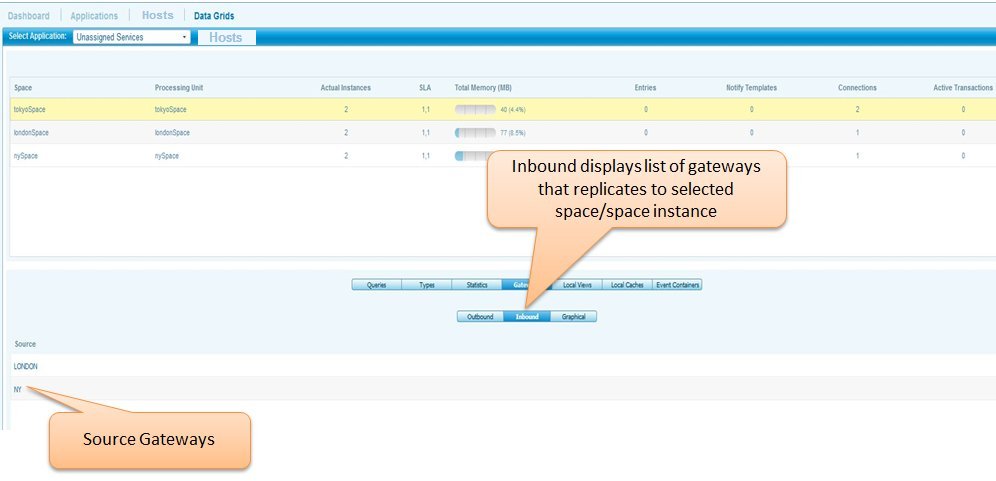 Dashboard Applications Hosts Data Grids
Select Application: Unassigned Services Hosts
Space Processing Unit Actual Instances SLA Total Memory (MB) Entries Notify Templates Connections Active Transactions
tokyoSpace tokyoSpace 2 1,1 40 (4.4%) 0 0 2 0
londonSpace londonSpace 2 1,1 77 (8.5%) 0 0 1 0
nySpace nySpace 2 1,1 1 0
Inbound displays list of gateways
that replicates to selected
space/space instance
Queries Types Statistics Local Views Local Caches Event Containers
Outbound Inbound Graphical
Source
LONDON
NY
Source Gateways